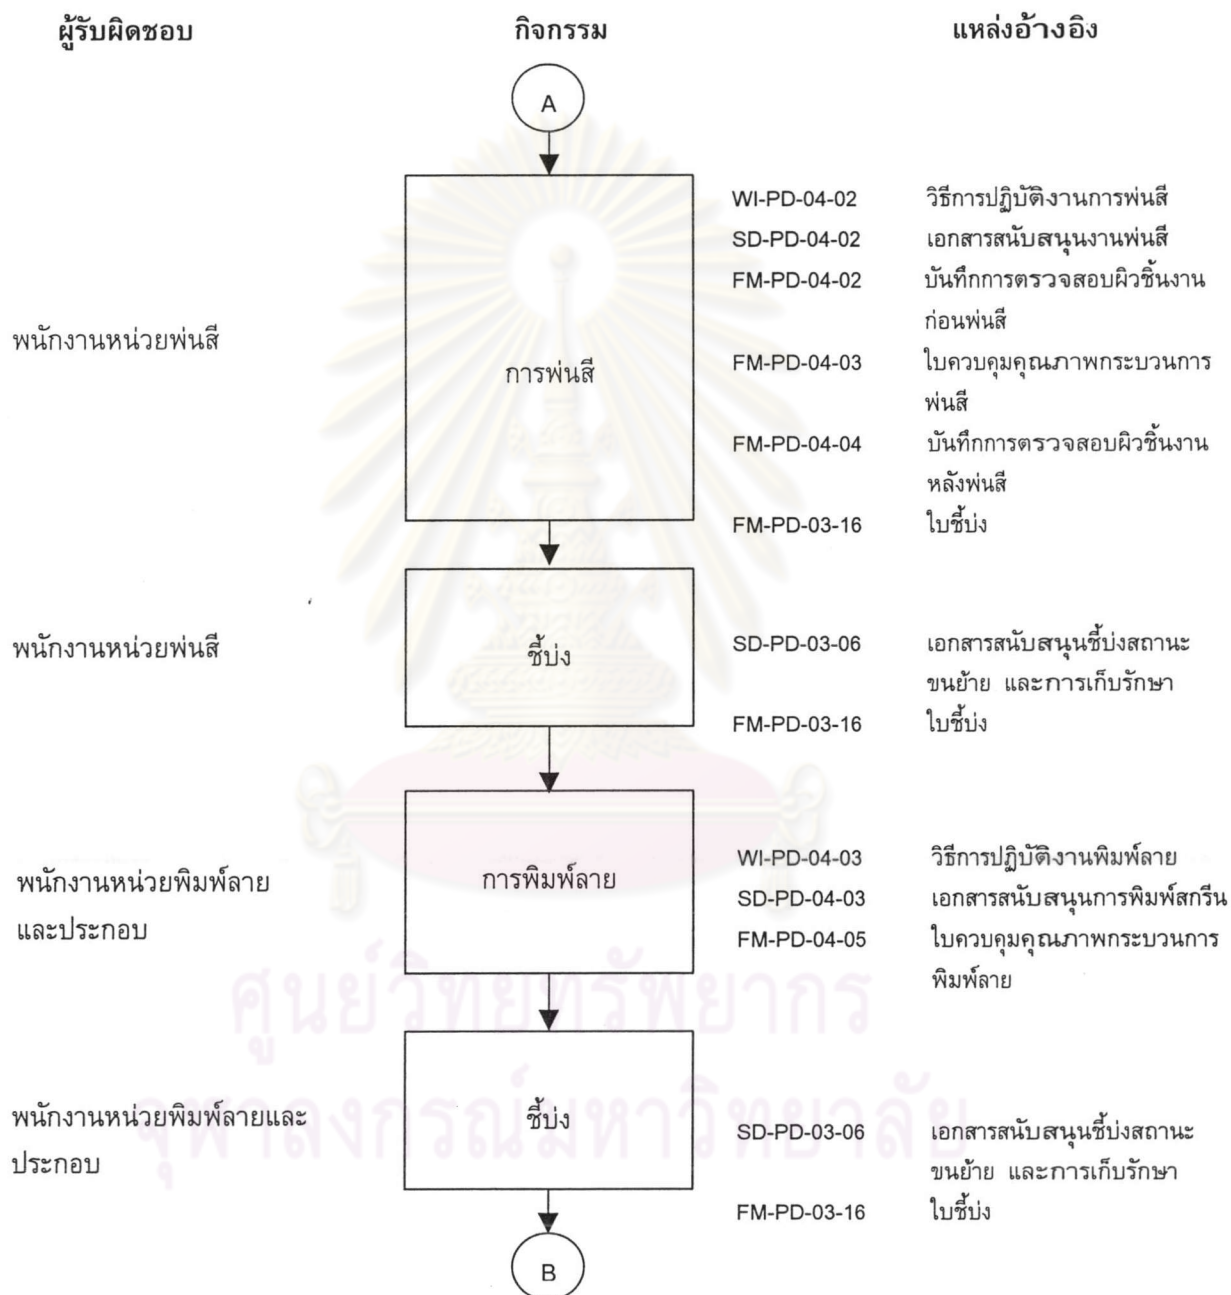 ผู้รับผิดชอบ กิจกรรม แหล่งอ้างอิง
A
WI-PD-04-02 วิธีการปฏิบัติงานการพ่นสี
SD-PD-04-02 เอกสารสนับสนุนงานพ่นสี
FM-PD-04-02 บันทึกการตรวจสอบผิวชิ้นงาน
ก่อนพ่นสี
พนักงานหน่วยพ่นสี
FM-PD-04-03 ใบควบคุมคุณภาพกระบวนการ
การพ่นสี
พ่นสี
FM-PD-04-04 บันทึกการตรวจสอบผิวชิ้นงาน
หลังพ่นสี
FM-PD-03-16 ใบชี้บ่ง
พนักงานหน่วยพ่นสี ชี้บ่ง SD-PD-03-06 เอกสารสนับสนุนชี้บ่งสถานะ
ขนย้าย และการเก็บรักษา
FM-PD-03-16 ใบชี้บ่ง
WI-PD-04-03 วิธีการปฏิบัติงานพิมพ์ลาย
พนักงานหน่วยพิมพ์ลาย การพิมพ์ลาย
SD-PD-04-03 เอกสารสนับสนุนการพิมพ์สกรีน
และประกอบ
FM-PD-04-05 ใบควบคุมคุณภาพกระบวนการ
พิมพ์ลาย
ศูนย์วิทยทรัพยากร
พนักงานหน่วยพิมพ์ลายและ ชี้บ่ง
จุฬาลงกรณ์มหาวิทยาลัย
SD-PD-03-06 เอกสารสนับสนุนชี้บ่งสถานะ
ประกอบ
ขนย้าย และการเก็บรักษา
FM-PD-03-16 ใบชี้บ่ง
B